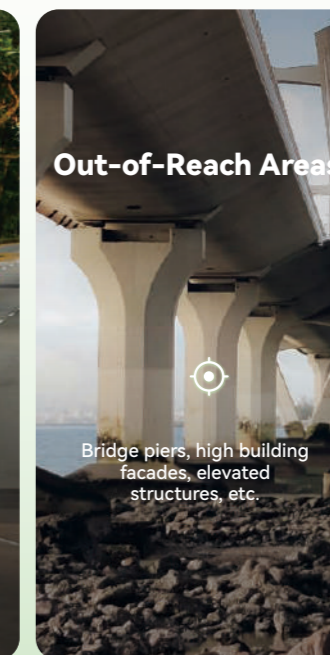 Out-of-Reach Areas
Bridge piers, high building
facades, elevated
structures, etc.